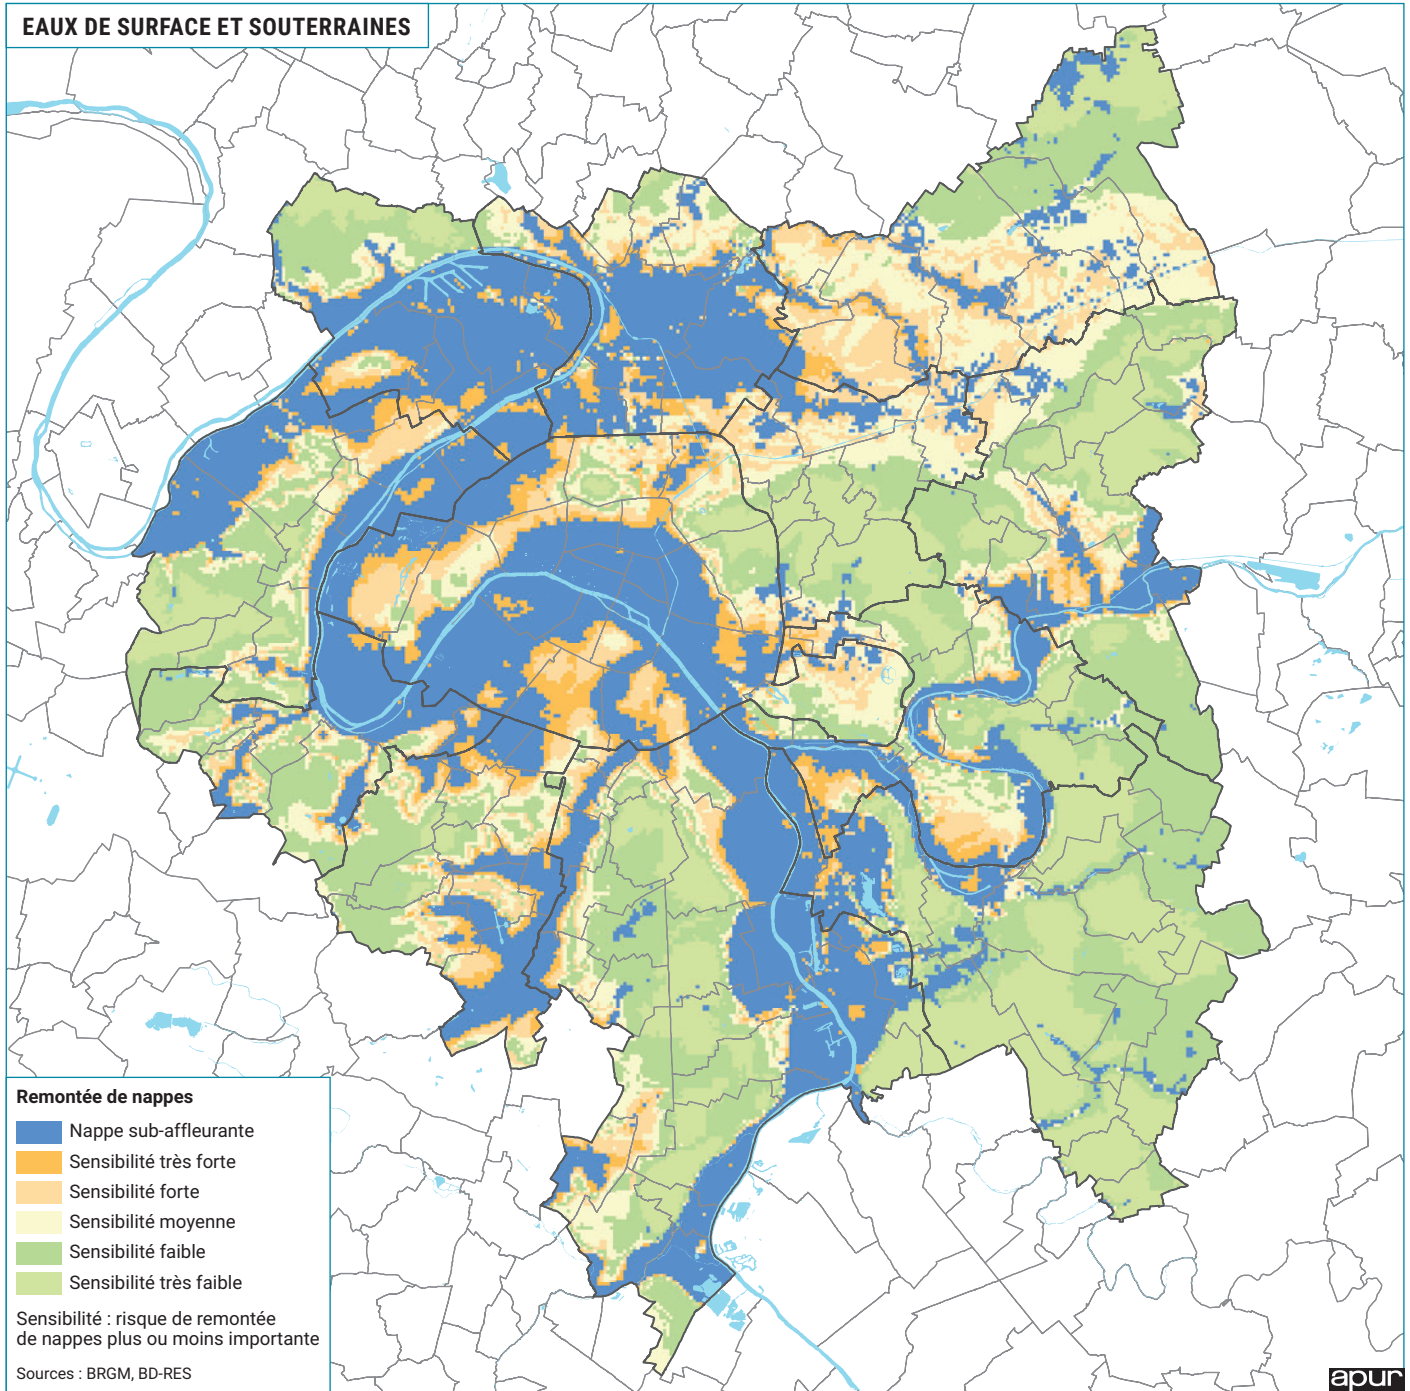 EAUX DE SURFACE ET SOUTERRAINES
Remontée de nappes
Nappe sub-affleurante
Sensibilité très forte
Sensibilité forte
Sensibilité moyenne
Sensibilité faible
Sensibilité très faible
Sensibilité : risque de remontée
de nappes plus ou moins importante
Sources : BRGM, BD-RES
apur